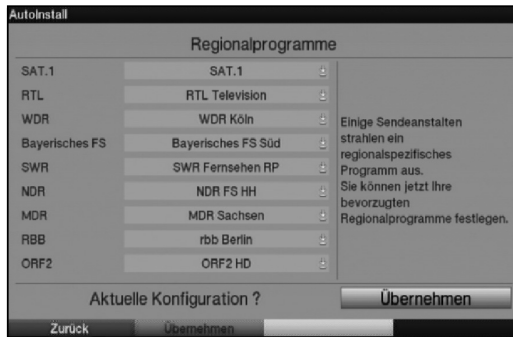 AutoInstall
Regionalprogramme
SAT.1 SAT.1
RTL RTL Television
WDR WDR Köln
Bayerisches FS Bayerisches FS Süd
SWR SWR Fernsehen RP
NDR NDR FS HH
MDR MDR Sachsen
RBB rbb Berlin
ORF2 ORF2 HD
Einige Sendeanstalten
strahlen ein
regionalspezifisches
Programm aus.
Sie können jetzt Ihre
bevorzugten
Regionalprogramme festlegen.
Aktuelle Konfiguration ? Übernehmen
Zurück Übernehmen